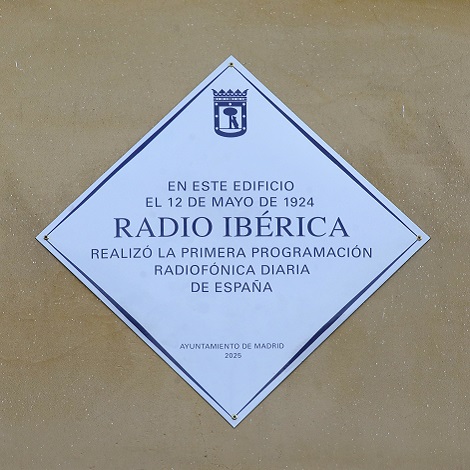 EN ESTE EDIFICIO
EL 12 DE MAYO DE 1924
RADIO IBÉRICA
REALIZÓ LA PRIMERA PROGRAMACIÓN
RADIOFÓNICA DIARIA
DE ESPAÑA
AYUNTAMIENTO DE MADRID
2025